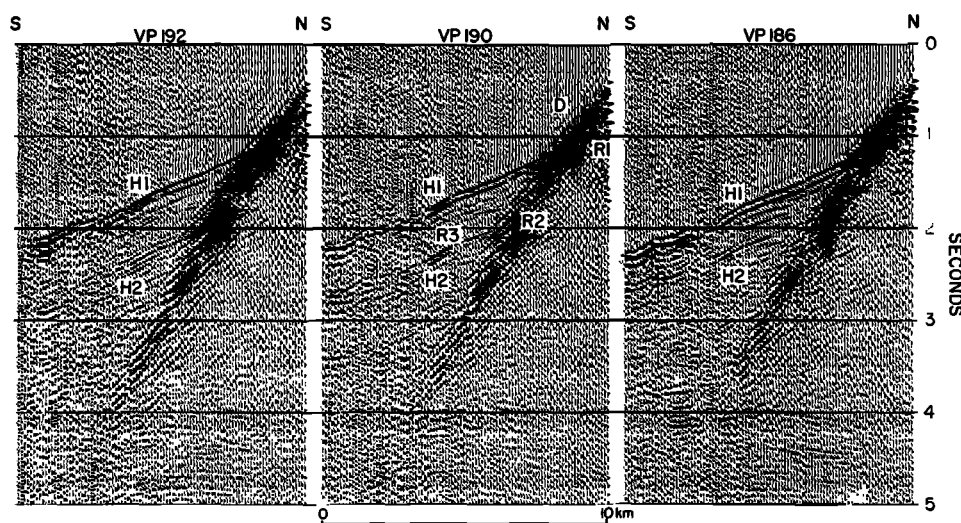 S VP 192 N
S VP 190 N
S VP 186 N
0
D
1
R1
H1
H1
H1
R2
2
R3
H2
H2
H2
SECONDS
3
4
5
0 10 km